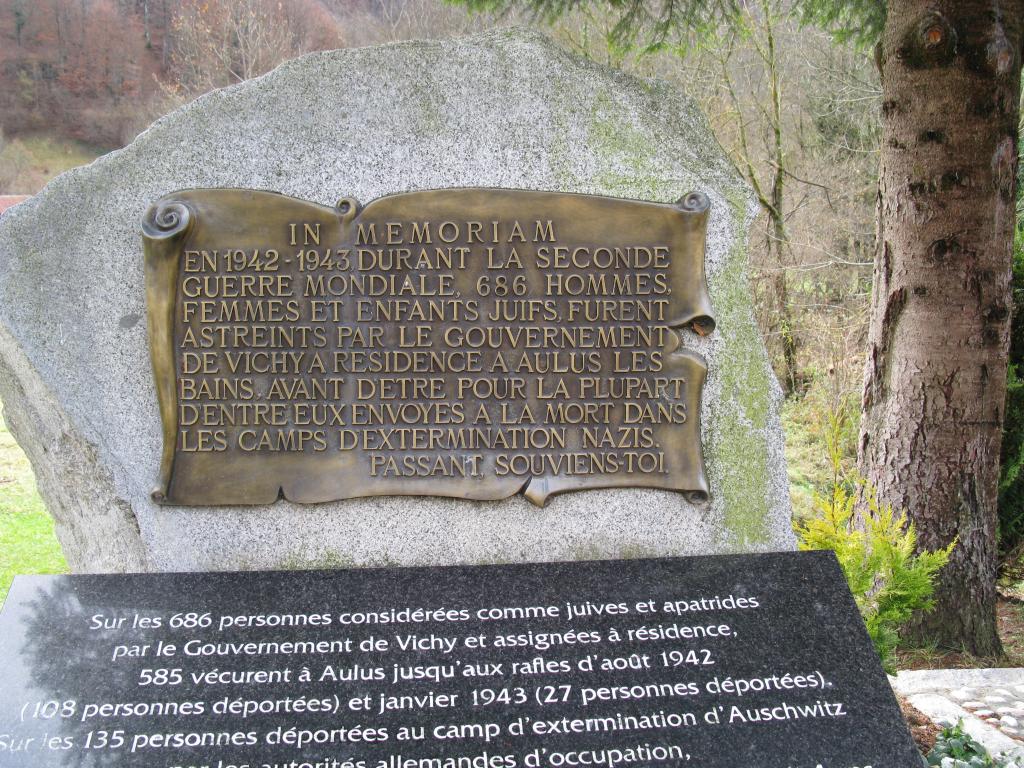 IN MEMORIAM
EN 1942-1943, DURANT LA SECONDE
GUERRE MONDIALE, 686 HOMMES,
FEMMES ET ENFANTS JUIFS, FURENT
ASTREINTS PAR LE GOUVERNEMENT
DE VICHY A RESIDENCE A AULUS LES
BAINS, AVANT D'ETRE POUR LA PLUPART
D'ENTRE EUX ENVOYES A LA MORT DANS
LES CAMPS D'EXTERMINATION NAZIS.
PASSANT, SOUVIENS-TOI.
Sur les 686 personnes considérées comme juives et apatrides
par le Gouvernement de Vichy et assignées à résidence,
585 vécurent à Aulus jusqu'aux rafles d'août 1942
(108 personnes déportées) et janvier 1943 (27 personnes déportées).
Sur les 135 personnes déportées au camp d'extermination d'Auschwitz
par les autorités allemandes d'occupation,